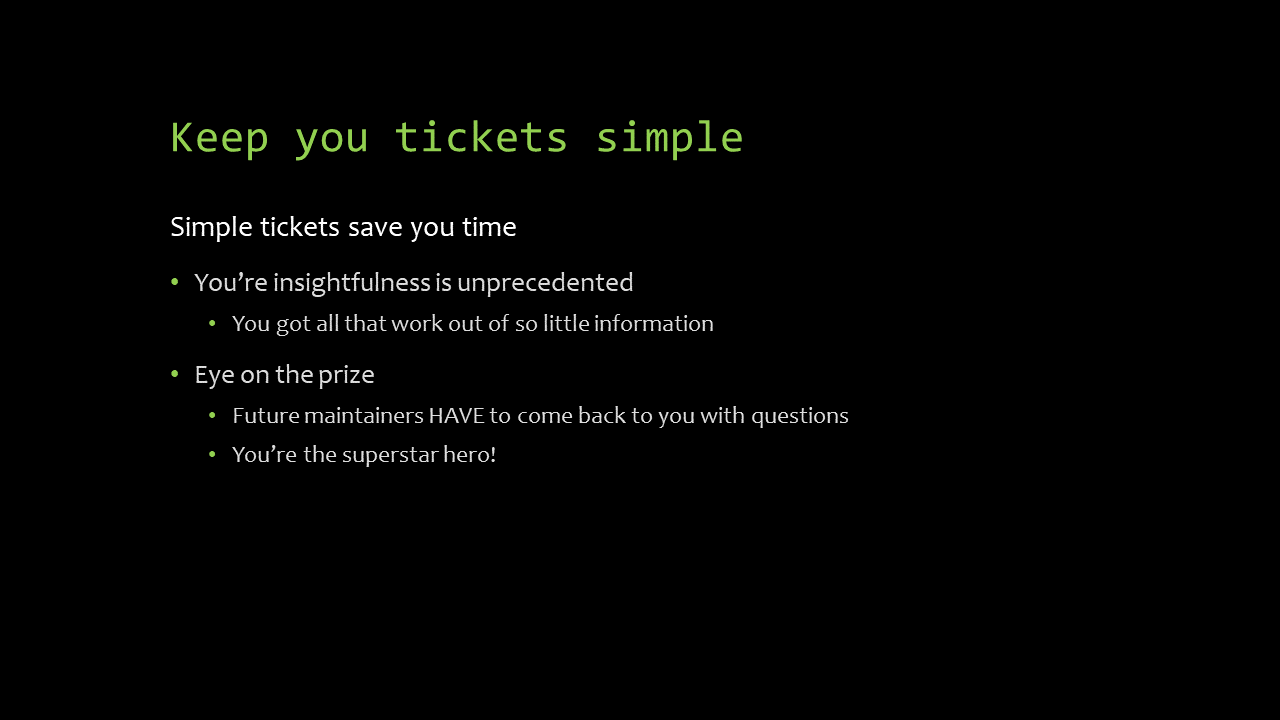 Keep you tickets simple
Simple tickets save you time
• You’re insightfulness is unprecedented
• You got all that work out of so little information
• Eye on the prize
• Future maintainers HAVE to come back to you with questions
• You’re the superstar hero!